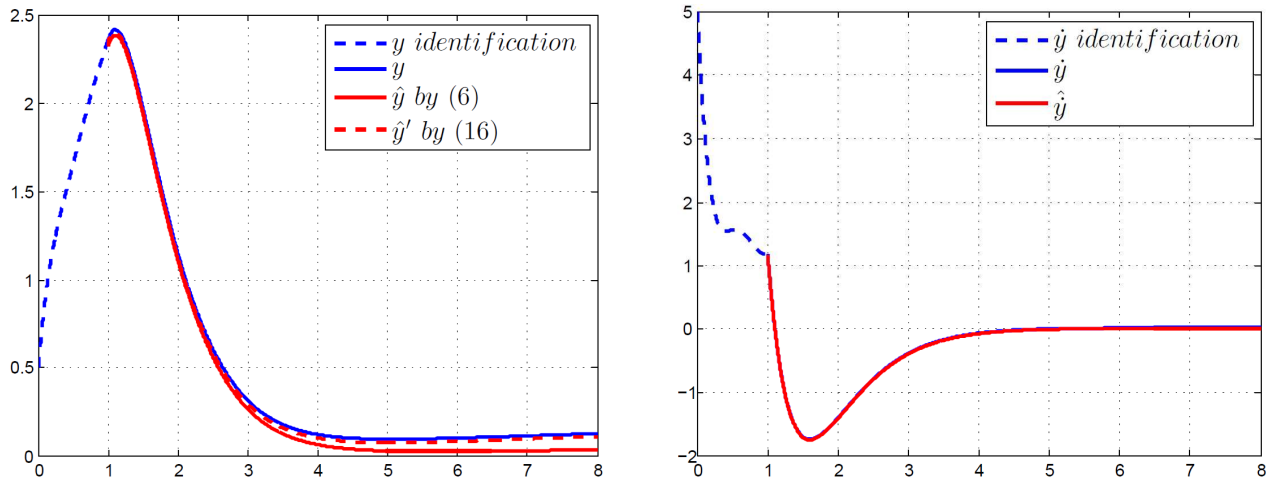 2.5
2
1.5
1
0.5
0
0 1 2 3 4 5 6 7 8
y identification
y
ŷ by (6)
ŷ′ by (16)
5
4
3
2
1
0
−1
−2
0 1 2 3 4 5 6 7 8
ẏ identification
ẏ
ẏ̂